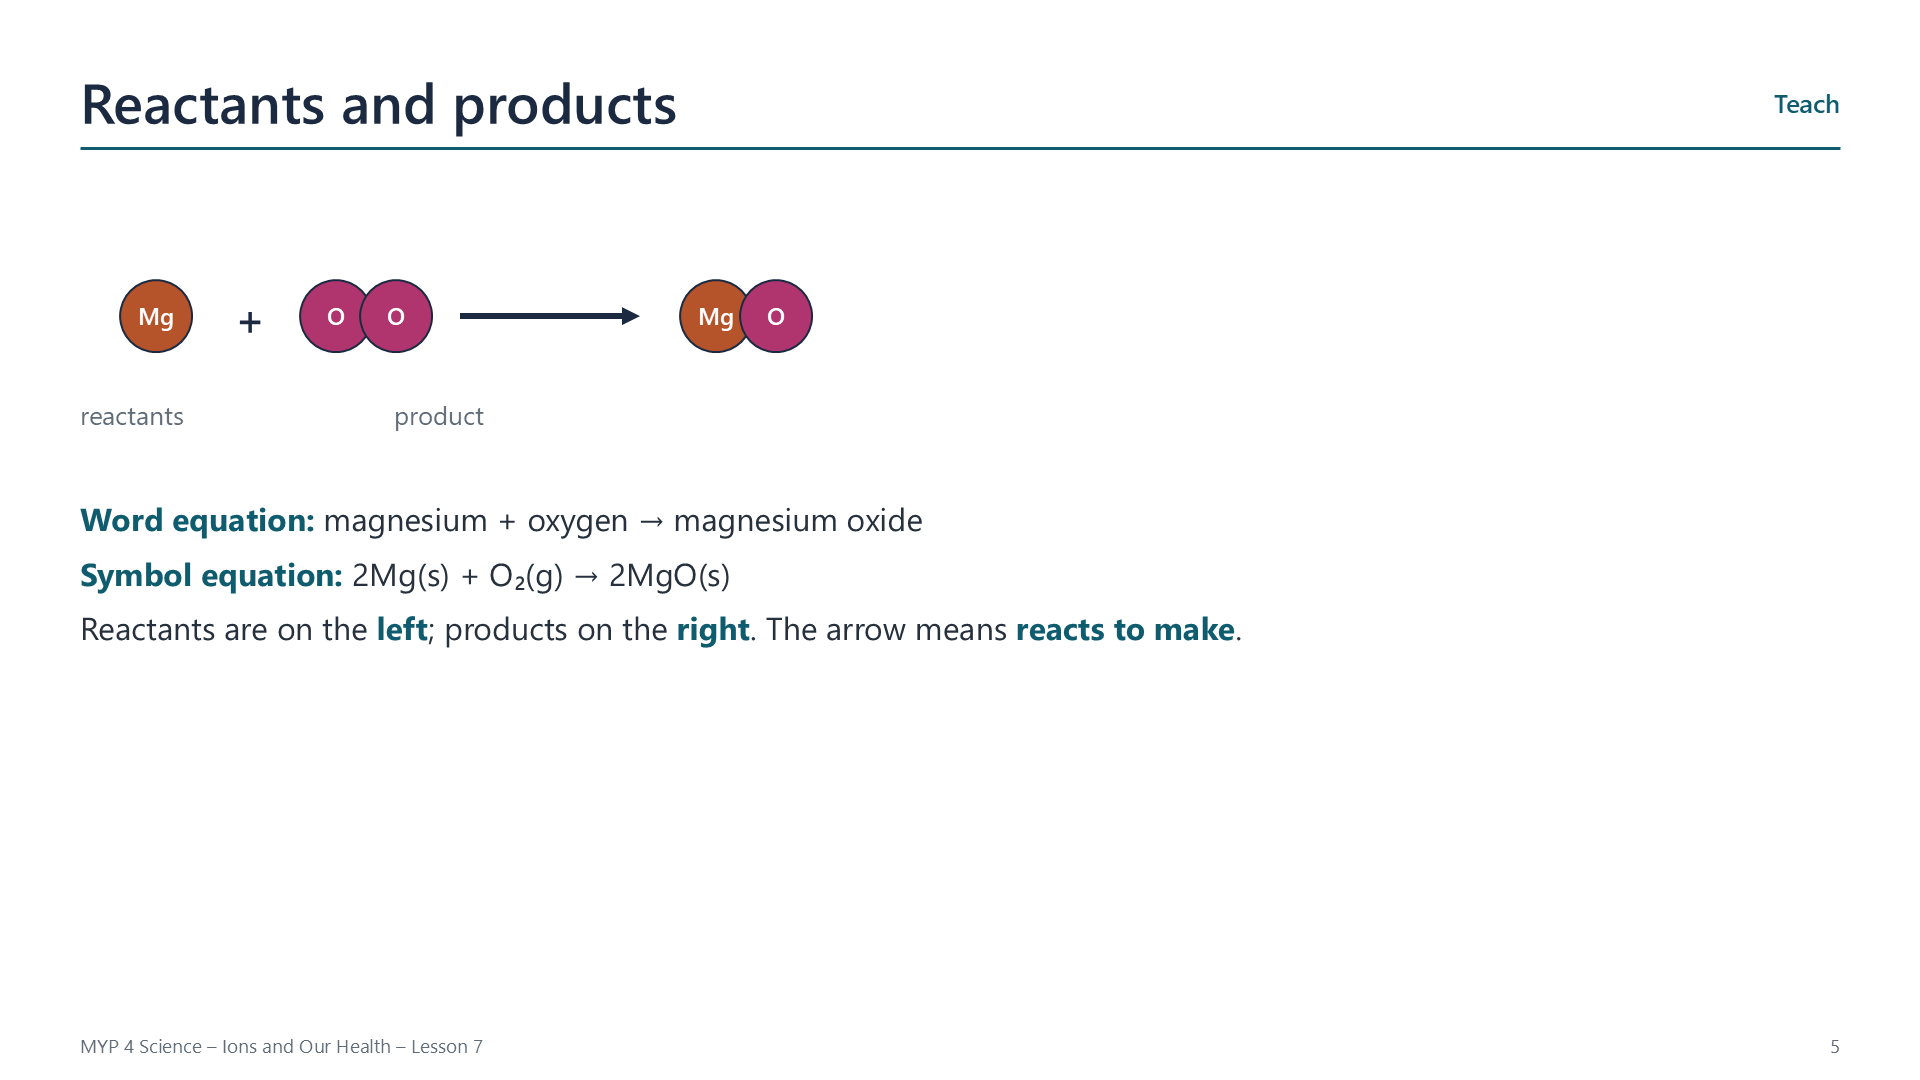 Reactants and products
Teach
Mg + O O Mg O
reactants product
Word equation: magnesium + oxygen → magnesium oxide
Symbol equation: 2Mg(s) + O₂(g) → 2MgO(s)
Reactants are on the left; products on the right. The arrow means reacts to make.
MYP 4 Science – Ions and Our Health – Lesson 7
5